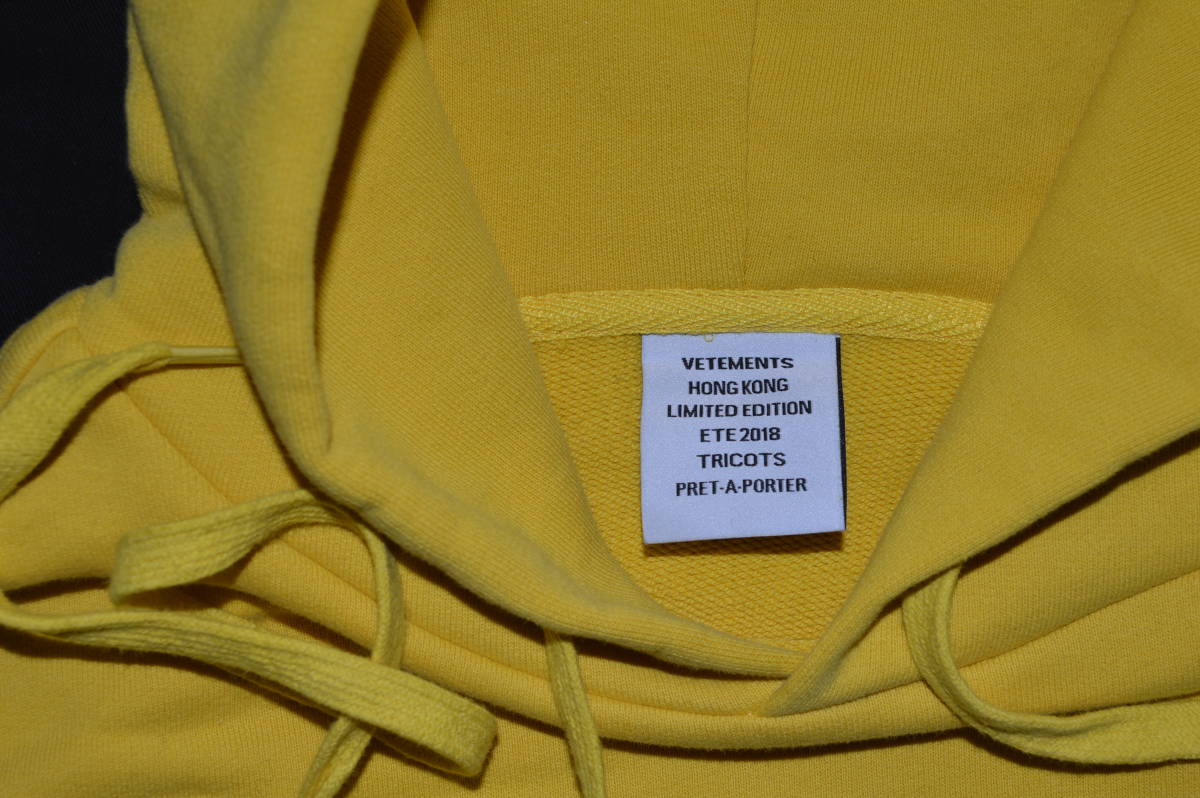 VETEMENTS
HONG KONG
LIMITED EDITION
ETE 2018
TRICOTS
PRET-A-PORTER